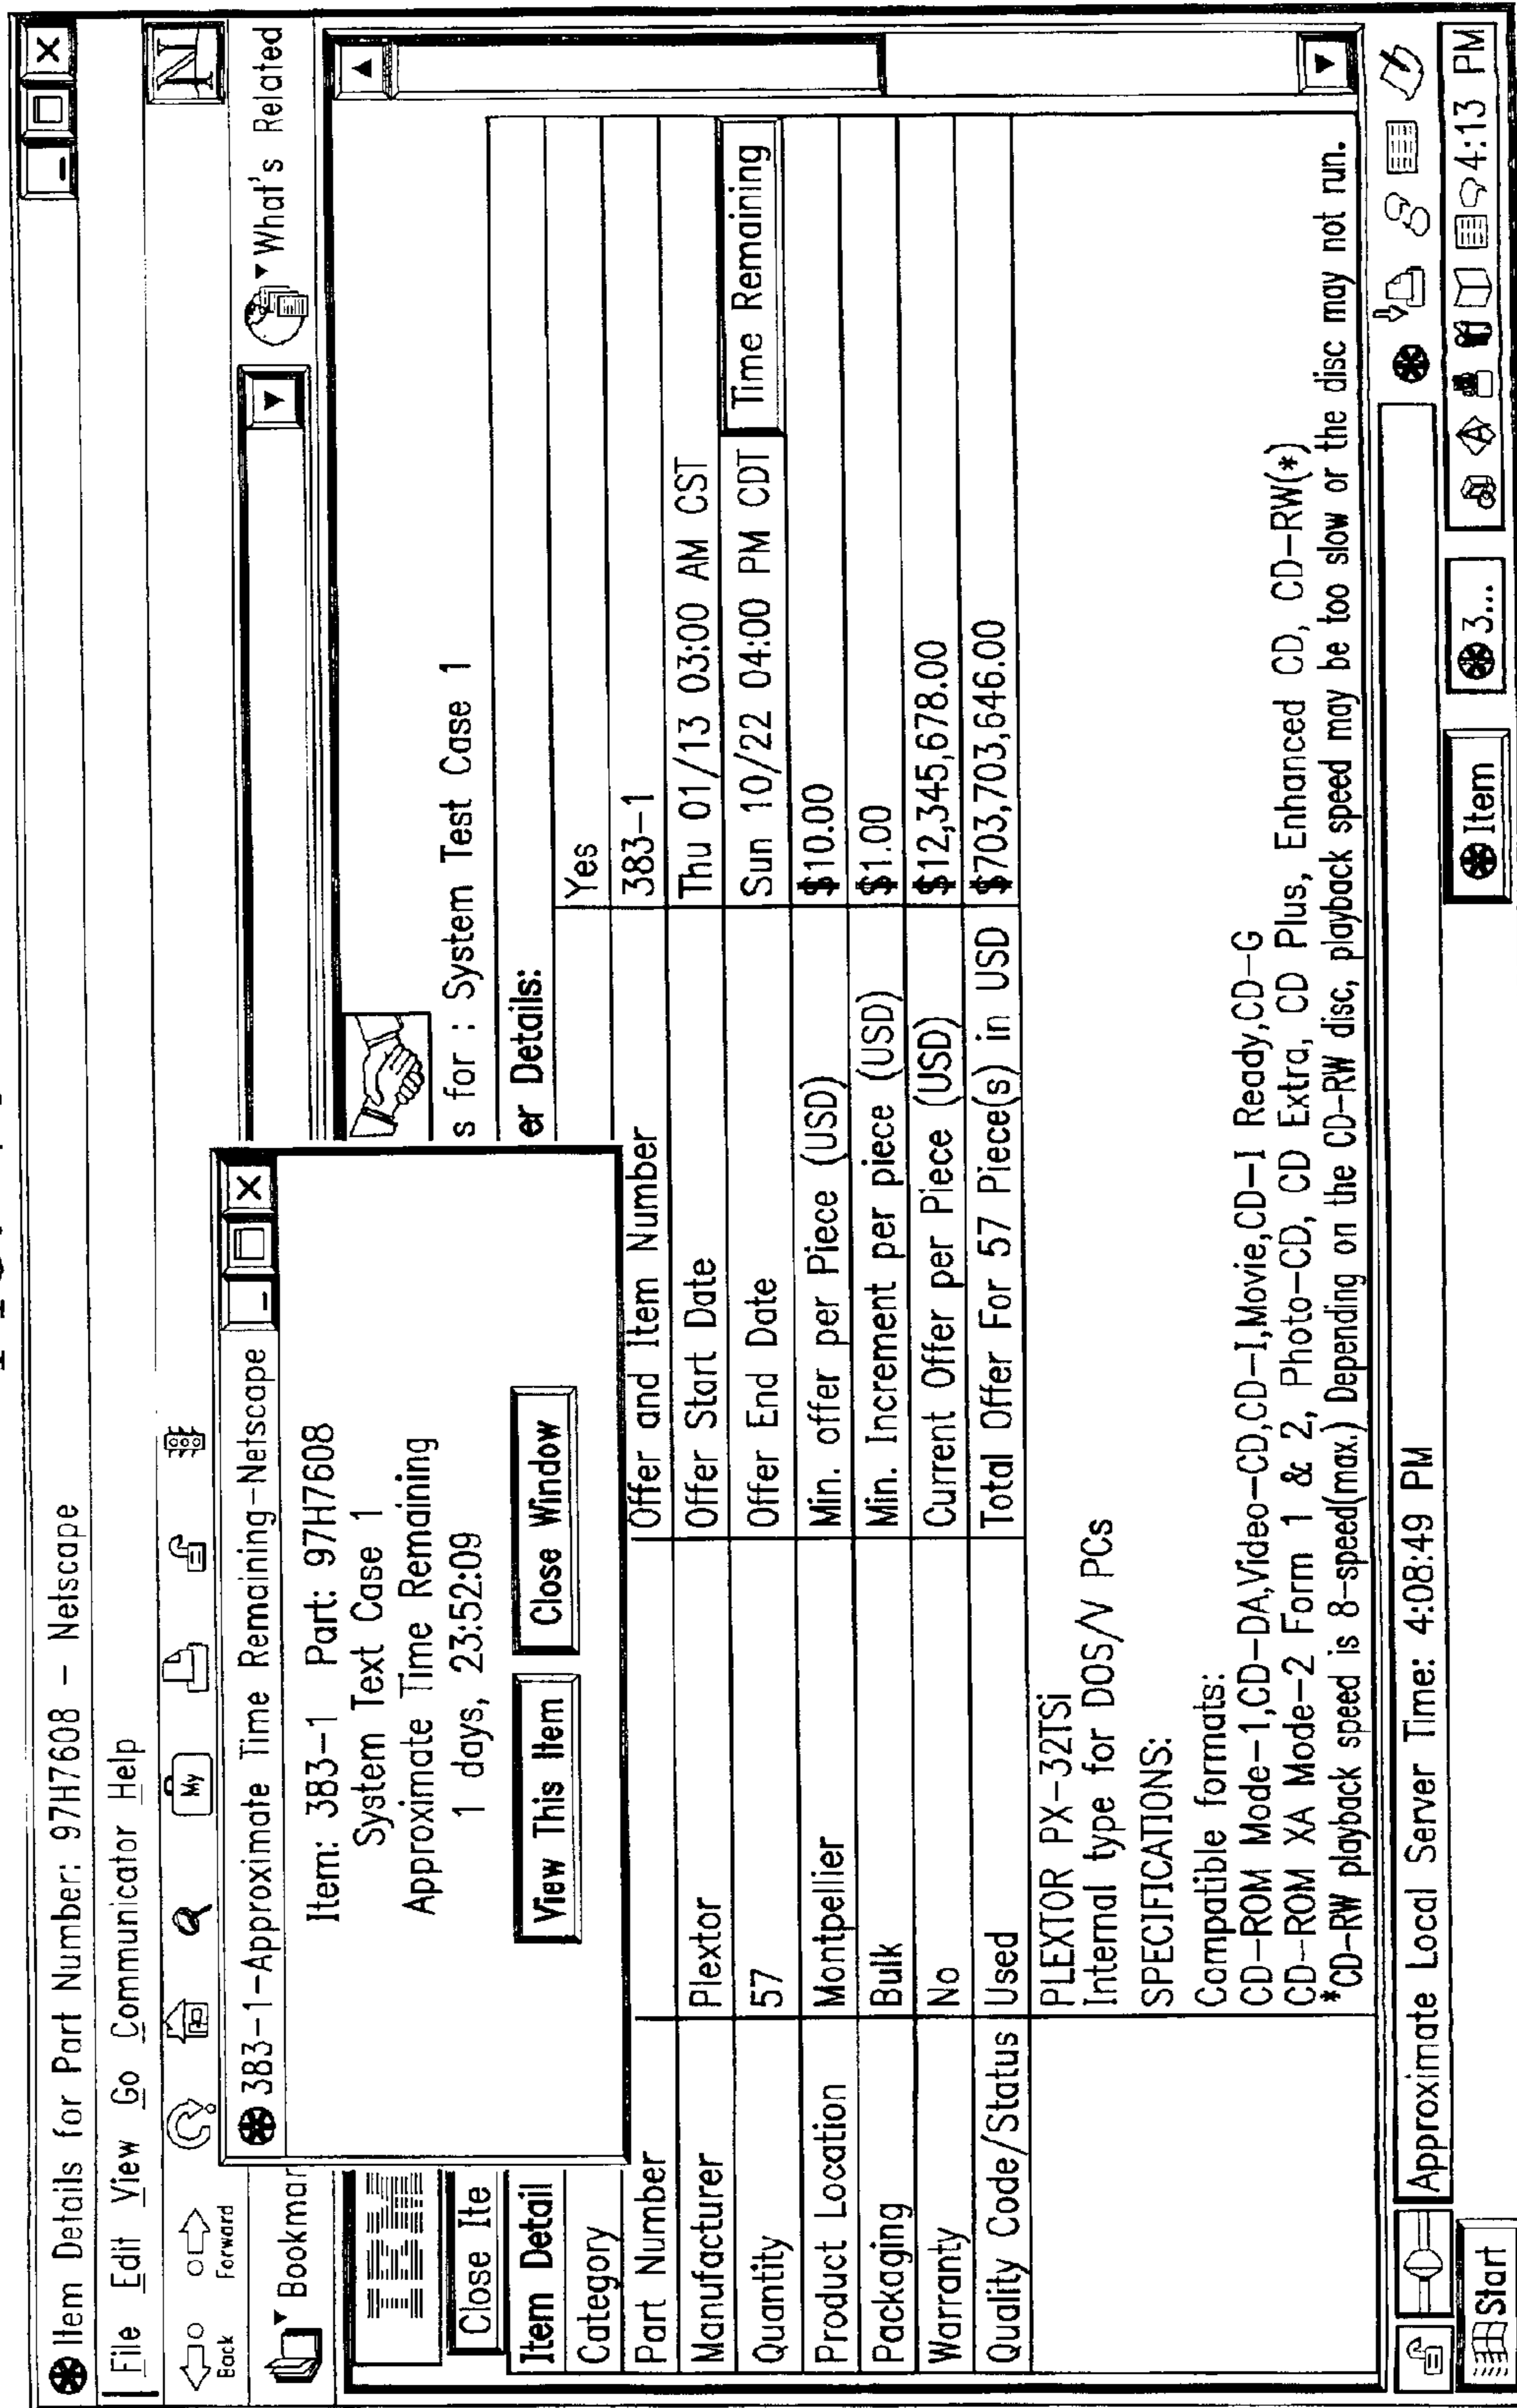 Item Details for Part Number: 97H7608 - Netscape
File Edit View Go Communicator Help
Back Forward My
N
Bookmar
What's Related
383-1-Approximate Time Remaining-Netscape
Item: 383-1 Part: 97H7608
System Text Case 1
Approximate Time Remaining
1 days, 23:52:09
View This Item Close Window
IBM
Close Ite
s for : System Test Case 1
Item Detail
er Details:
Category Yes
Part Number Offer and Item Number 383-1
Manufacturer Plextor Offer Start Date Thu 01/13 03:00 AM CST
Quantity 57 Offer End Date Sun 10/22 04:00 PM CDT Time Remaining
Product Location Montpellier Min. offer per Piece (USD) $10.00
Packaging Bulk Min. Increment per piece (USD) $1.00
Warranty No Current Offer per Piece (USD) $12,345,678.00
Quality Code/Status Used Total Offer For 57 Piece(s) in USD $703,703,646.00
PLEXTOR PX-32TSi
Internal type for DOS/V PCs
SPECIFICATIONS:
Compatible formats:
CD-ROM Mode-1,CD-DA,Video-CD,CD-I,Movie,CD-I Ready,CD-G
CD-ROM XA Mode-2 Form 1 & 2, Photo-CD, CD Extra, CD Plus, Enhanced CD, CD-RW(*)
*CD-RW playback speed is 8-speed(max.) Depending on the CD-RW disc, playback speed may be too slow or the disc may not run.
Approximate Local Server Time: 4:08:49 PM
Start Item 3... A 4:13 PM